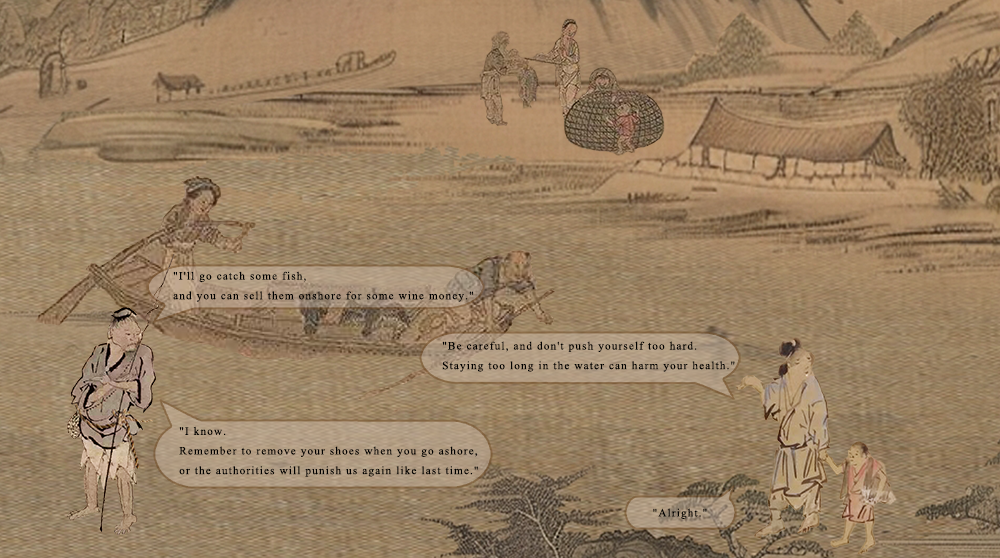 "I'll go catch some fish,
and you can sell them onshore for some wine money."
"Be careful, and don't push yourself too hard.
Staying too long in the water can harm your health."
"I know.
Remember to remove your shoes when you go ashore,
or the authorities will punish us again like last time."
"Alright."